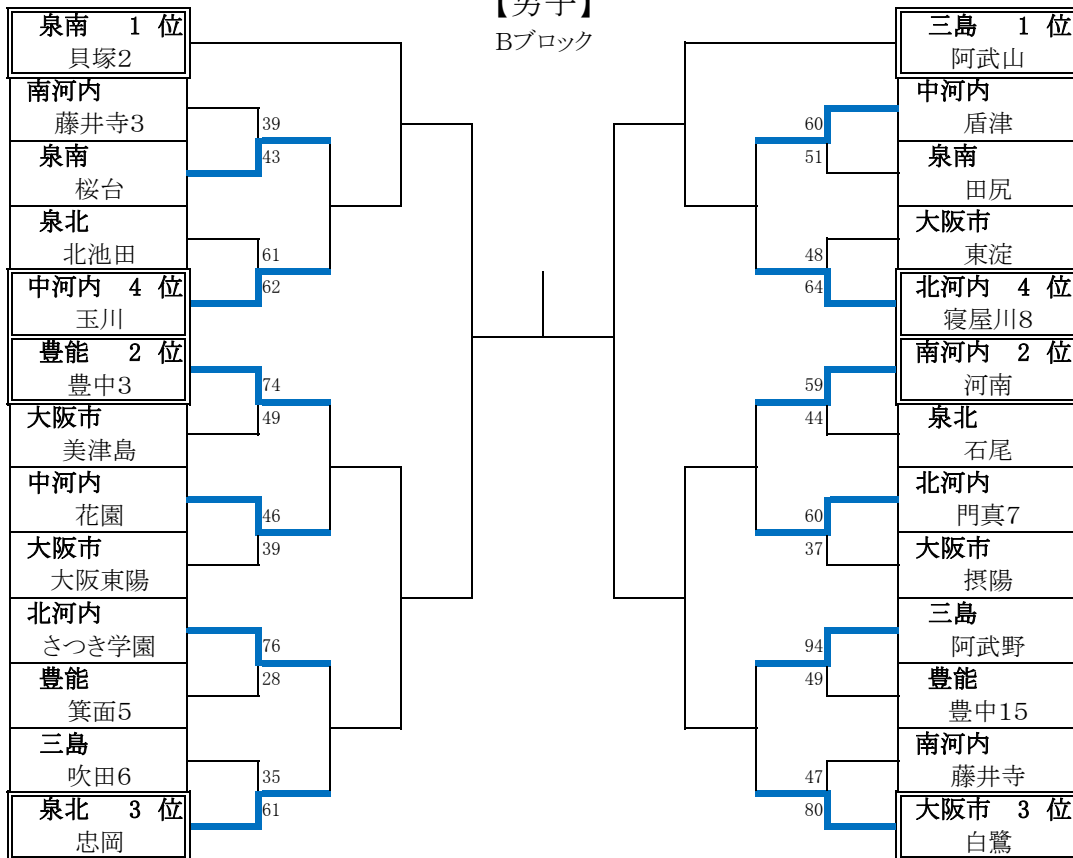 【男子】
Bブロック
泉南 1 位
貝塚2
南河内
藤井寺3
39
泉南
43
桜台
泉北
北池田
61
中河内 4 位
62
玉川
豊能 2 位
豊中3
74
大阪市
49
美津島
中河内
花園
46
大阪市
39
大阪東陽
北河内
さつき学園
76
豊能
28
箕面5
三島
吹田6
35
泉北 3 位
61
忠岡
三島 1 位
阿武山
中河内
60
盾津
51
泉南
田尻
大阪市
48
東淀
64
北河内 4 位
寝屋川8
南河内 2 位
59
河南
44
泉北
石尾
北河内
60
門真7
37
大阪市
摂陽
三島
94
阿武野
49
豊能
豊中15
南河内
47
藤井寺
80
大阪市 3 位
白鷺